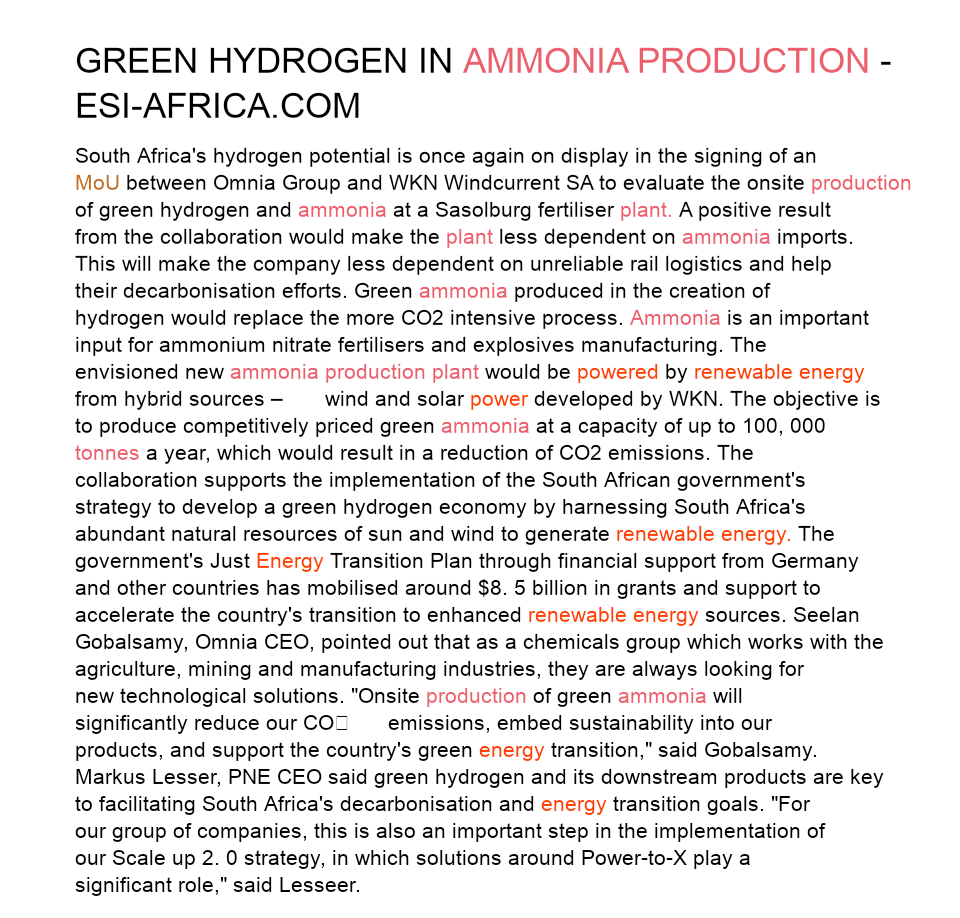 GREEN HYDROGEN IN AMMONIA PRODUCTION -
ESI-AFRICA.COM
South Africa's hydrogen potential is once again on display in the signing of an
MoU between Omnia Group and WKN Windcurrent SA to evaluate the onsite production
of green hydrogen and ammonia at a Sasolburg fertiliser plant. A positive result
from the collaboration would make the plant less dependent on ammonia imports.
This will make the company less dependent on unreliable rail logistics and help
their decarbonisation efforts. Green ammonia produced in the creation of
hydrogen would replace the more CO2 intensive process. Ammonia is an important
input for ammonium nitrate fertilisers and explosives manufacturing. The
envisioned new ammonia production plant would be powered by renewable energy
from hybrid sources – wind and solar power developed by WKN. The objective is
to produce competitively priced green ammonia at a capacity of up to 100, 000
tonnes a year, which would result in a reduction of CO2 emissions. The
collaboration supports the implementation of the South African government's
strategy to develop a green hydrogen economy by harnessing South Africa's
abundant natural resources of sun and wind to generate renewable energy. The
government's Just Energy Transition Plan through financial support from Germany
and other countries has mobilised around $8. 5 billion in grants and support to
accelerate the country's transition to enhanced renewable energy sources. Seelan
Gobalsamy, Omnia CEO, pointed out that as a chemicals group which works with the
agriculture, mining and manufacturing industries, they are always looking for
new technological solutions. "Onsite production of green ammonia will
significantly reduce our CO□ emissions, embed sustainability into our
products, and support the country's green energy transition," said Gobalsamy.
Markus Lesser, PNE CEO said green hydrogen and its downstream products are key
to facilitating South Africa's decarbonisation and energy transition goals. "For
our group of companies, this is also an important step in the implementation of
our Scale up 2. 0 strategy, in which solutions around Power-to-X play a
significant role," said Lesseer.